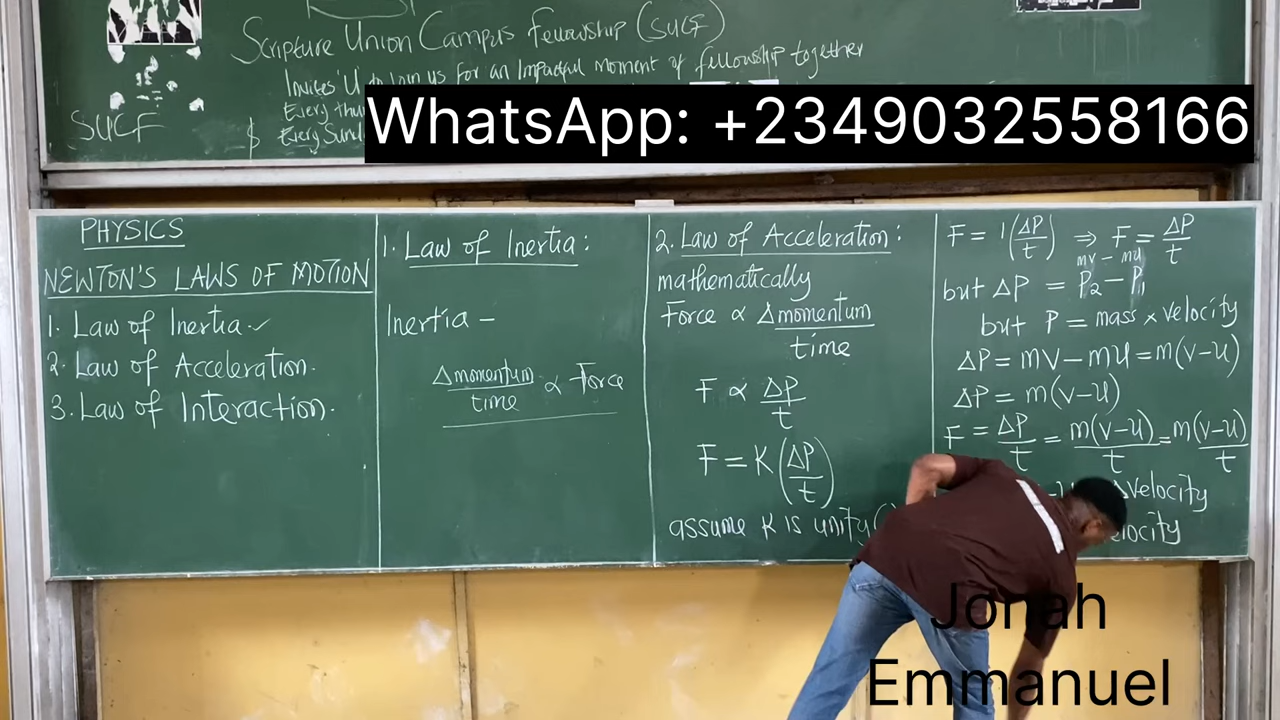 Scripture Union Campus Fellowship (SUCF)
Invites 'U' to Join us For an Impactful moment of fellowship together
Every
Every Sund
SUCF
WhatsApp: +2349032558166
PHYSICS
NEWTON'S LAWS OF MOTION
1. Law of Inertia ✓
2. Law of Acceleration.
3. Law of Interaction.
1. Law of Inertia:
Inertia –
Δmomentum/time ∝ Force
2. Law of Acceleration:
mathematically
Force ∝ Δmomentum/time
F ∝ ΔP/t
F = K(ΔP/t)
assume K is unity(
F = 1(ΔP/t) ⇒ F = ΔP/t
mv – mu
but ΔP = P₂ – P₁
but P = mass × velocity
ΔP = mv – mu = m(v–u)
ΔP = m(v–u)
F = ΔP/t = m(v–u)/t = m(v–u)/t
Δvelocity
elocity
Jonah
Emmanuel